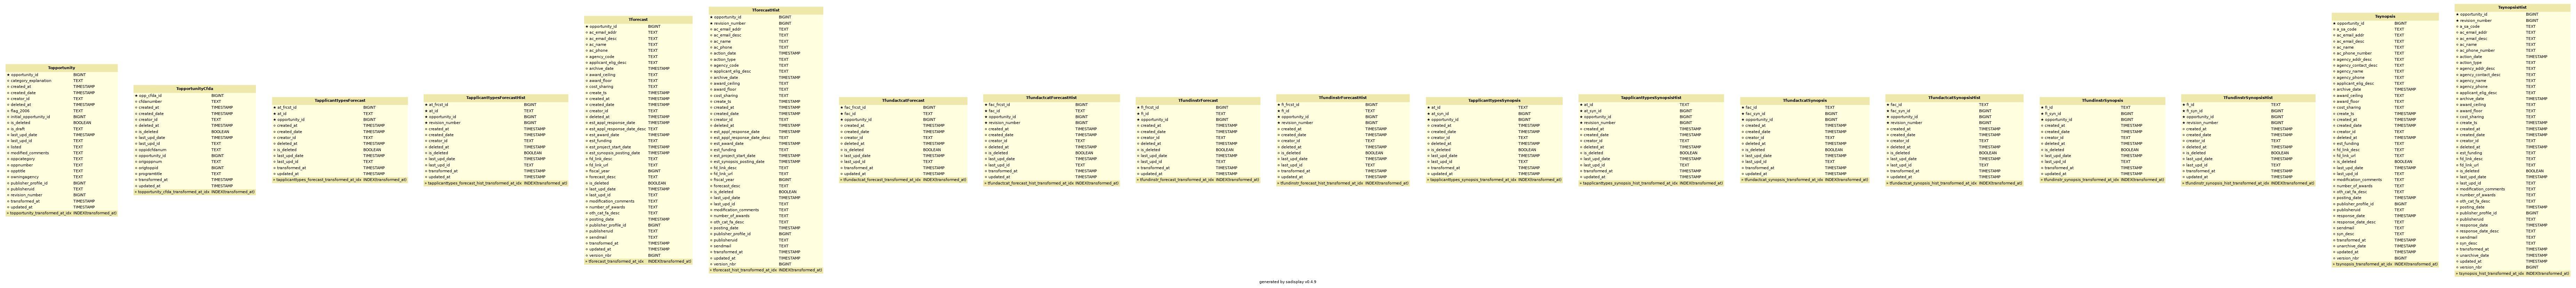 Topportunity
opportunity_id BIGINT
category_explanation TEXT
created_at TIMESTAMP
created_date TIMESTAMP
creator_id TEXT
deleted_at TIMESTAMP
flag_2006 TEXT
initial_opportunity_id BIGINT
is_deleted BOOLEAN
is_draft TEXT
last_upd_date TIMESTAMP
last_upd_id TEXT
listed TEXT
modified_comments TEXT
oppcategory TEXT
oppnumber TEXT
opptitle TEXT
owningagency TEXT
publisher_profile_id BIGINT
publisheruid TEXT
revision_number BIGINT
transformed_at TIMESTAMP
updated_at TIMESTAMP
topportunity_transformed_at_idx INDEX(transformed_at)
TopportunityCfda
opp_cfda_id BIGINT
cfdanumber TEXT
created_at TIMESTAMP
created_date TIMESTAMP
creator_id TEXT
deleted_at TIMESTAMP
is_deleted BOOLEAN
last_upd_date TIMESTAMP
last_upd_id TEXT
oppidcfdanum TEXT
opportunity_id BIGINT
origoppnum TEXT
origtoppid BIGINT
programtitle TEXT
transformed_at TIMESTAMP
updated_at TIMESTAMP
topportunity_cfda_transformed_at_idx INDEX(transformed_at)
TapplicanttypesForecast
at_frcst_id BIGINT
at_id TEXT
opportunity_id BIGINT
created_at TIMESTAMP
created_date TIMESTAMP
creator_id TEXT
deleted_at TIMESTAMP
is_deleted BOOLEAN
last_upd_date TIMESTAMP
last_upd_id TEXT
transformed_at TIMESTAMP
updated_at TIMESTAMP
tapplicanttypes_forecast_transformed_at_idx INDEX(transformed_at)
TapplicanttypesForecastHist
at_frcst_id BIGINT
at_id TEXT
opportunity_id BIGINT
revision_number BIGINT
created_at TIMESTAMP
created_date TIMESTAMP
creator_id TEXT
deleted_at TIMESTAMP
is_deleted BOOLEAN
last_upd_date TIMESTAMP
last_upd_id TEXT
transformed_at TIMESTAMP
updated_at TIMESTAMP
tapplicanttypes_forecast_hist_transformed_at_idx INDEX(transformed_at)
Tforecast
opportunity_id BIGINT
ac_email_addr TEXT
ac_email_desc TEXT
ac_name TEXT
ac_phone TEXT
agency_code TEXT
applicant_elig_desc TEXT
archive_date TIMESTAMP
award_ceiling TEXT
award_floor TEXT
cost_sharing TEXT
create_ts TIMESTAMP
created_at TIMESTAMP
created_date TIMESTAMP
creator_id TEXT
deleted_at TIMESTAMP
est_appl_response_date TIMESTAMP
est_appl_response_date_desc TEXT
est_award_date TIMESTAMP
est_funding TEXT
est_project_start_date TIMESTAMP
est_synopsis_posting_date TIMESTAMP
fd_link_desc TEXT
fd_link_url TEXT
fiscal_year BIGINT
forecast_desc TEXT
is_deleted BOOLEAN
last_upd_date TIMESTAMP
last_upd_id TEXT
modification_comments TEXT
number_of_awards TEXT
oth_cat_fa_desc TEXT
posting_date TIMESTAMP
publisher_profile_id BIGINT
publisheruid TEXT
sendmail TEXT
transformed_at TIMESTAMP
updated_at TIMESTAMP
version_nbr BIGINT
tforecast_transformed_at_idx INDEX(transformed_at)
TforecastHist
opportunity_id BIGINT
revision_number BIGINT
ac_email_addr TEXT
ac_email_desc TEXT
ac_name TEXT
ac_phone TEXT
action_date TIMESTAMP
action_type TEXT
agency_code TEXT
applicant_elig_desc TEXT
archive_date TIMESTAMP
award_ceiling TEXT
award_floor TEXT
cost_sharing TEXT
create_ts TIMESTAMP
created_at TIMESTAMP
created_date TIMESTAMP
creator_id TEXT
deleted_at TIMESTAMP
est_appl_response_date TIMESTAMP
est_appl_response_date_desc TEXT
est_award_date TIMESTAMP
est_funding TEXT
est_project_start_date TIMESTAMP
est_synopsis_posting_date TIMESTAMP
fd_link_desc TEXT
fd_link_url TEXT
fiscal_year BIGINT
forecast_desc TEXT
is_deleted BOOLEAN
last_upd_date TIMESTAMP
last_upd_id TEXT
modification_comments TEXT
number_of_awards TEXT
oth_cat_fa_desc TEXT
posting_date TIMESTAMP
publisher_profile_id BIGINT
publisheruid TEXT
sendmail TEXT
transformed_at TIMESTAMP
updated_at TIMESTAMP
version_nbr BIGINT
tforecast_hist_transformed_at_idx INDEX(transformed_at)
TfundactcatForecast
fac_frcst_id BIGINT
fac_id TEXT
opportunity_id BIGINT
created_at TIMESTAMP
created_date TIMESTAMP
creator_id TEXT
deleted_at TIMESTAMP
is_deleted BOOLEAN
last_upd_date TIMESTAMP
last_upd_id TEXT
transformed_at TIMESTAMP
updated_at TIMESTAMP
tfundactcat_forecast_transformed_at_idx INDEX(transformed_at)
TfundactcatForecastHist
fac_frcst_id BIGINT
fac_id TEXT
opportunity_id BIGINT
revision_number BIGINT
created_at TIMESTAMP
created_date TIMESTAMP
creator_id TEXT
deleted_at TIMESTAMP
is_deleted BOOLEAN
last_upd_date TIMESTAMP
last_upd_id TEXT
transformed_at TIMESTAMP
updated_at TIMESTAMP
tfundactcat_forecast_hist_transformed_at_idx INDEX(transformed_at)
TfundinstrForecast
fi_frcst_id BIGINT
fi_id TEXT
opportunity_id BIGINT
created_at TIMESTAMP
created_date TIMESTAMP
creator_id TEXT
deleted_at TIMESTAMP
is_deleted BOOLEAN
last_upd_date TIMESTAMP
last_upd_id TEXT
transformed_at TIMESTAMP
updated_at TIMESTAMP
tfundinstr_forecast_transformed_at_idx INDEX(transformed_at)
TfundinstrForecastHist
fi_frcst_id BIGINT
fi_id TEXT
opportunity_id BIGINT
revision_number BIGINT
created_at TIMESTAMP
created_date TIMESTAMP
creator_id TEXT
deleted_at TIMESTAMP
is_deleted BOOLEAN
last_upd_date TIMESTAMP
last_upd_id TEXT
transformed_at TIMESTAMP
updated_at TIMESTAMP
tfundinstr_forecast_hist_transformed_at_idx INDEX(transformed_at)
TapplicanttypesSynopsis
at_id TEXT
at_syn_id BIGINT
opportunity_id BIGINT
created_at TIMESTAMP
created_date TIMESTAMP
creator_id TEXT
deleted_at TIMESTAMP
is_deleted BOOLEAN
last_upd_date TIMESTAMP
last_upd_id TEXT
transformed_at TIMESTAMP
updated_at TIMESTAMP
tapplicanttypes_synopsis_transformed_at_idx INDEX(transformed_at)
TapplicanttypesSynopsisHist
at_id TEXT
at_syn_id BIGINT
opportunity_id BIGINT
revision_number BIGINT
created_at TIMESTAMP
created_date TIMESTAMP
creator_id TEXT
deleted_at TIMESTAMP
is_deleted BOOLEAN
last_upd_date TIMESTAMP
last_upd_id TEXT
transformed_at TIMESTAMP
updated_at TIMESTAMP
tapplicanttypes_synopsis_hist_transformed_at_idx INDEX(transformed_at)
TfundactcatSynopsis
fac_id TEXT
fac_syn_id BIGINT
opportunity_id BIGINT
created_at TIMESTAMP
created_date TIMESTAMP
creator_id TEXT
deleted_at TIMESTAMP
is_deleted BOOLEAN
last_upd_date TIMESTAMP
last_upd_id TEXT
transformed_at TIMESTAMP
updated_at TIMESTAMP
tfundactcat_synopsis_transformed_at_idx INDEX(transformed_at)
TfundactcatSynopsisHist
fac_id TEXT
fac_syn_id BIGINT
opportunity_id BIGINT
revision_number BIGINT
created_at TIMESTAMP
created_date TIMESTAMP
creator_id TEXT
deleted_at TIMESTAMP
is_deleted BOOLEAN
last_upd_date TIMESTAMP
last_upd_id TEXT
transformed_at TIMESTAMP
updated_at TIMESTAMP
tfundactcat_synopsis_hist_transformed_at_idx INDEX(transformed_at)
TfundinstrSynopsis
fi_id TEXT
fi_syn_id BIGINT
opportunity_id BIGINT
created_at TIMESTAMP
created_date TIMESTAMP
creator_id TEXT
deleted_at TIMESTAMP
is_deleted BOOLEAN
last_upd_date TIMESTAMP
last_upd_id TEXT
transformed_at TIMESTAMP
updated_at TIMESTAMP
tfundinstr_synopsis_transformed_at_idx INDEX(transformed_at)
TfundinstrSynopsisHist
fi_id TEXT
fi_syn_id BIGINT
opportunity_id BIGINT
revision_number BIGINT
created_at TIMESTAMP
created_date TIMESTAMP
creator_id TEXT
deleted_at TIMESTAMP
is_deleted BOOLEAN
last_upd_date TIMESTAMP
last_upd_id TEXT
transformed_at TIMESTAMP
updated_at TIMESTAMP
tfundinstr_synopsis_hist_transformed_at_idx INDEX(transformed_at)
Tsynopsis
opportunity_id BIGINT
a_sa_code TEXT
ac_email_addr TEXT
ac_email_desc TEXT
ac_name TEXT
ac_phone_number TEXT
agency_addr_desc TEXT
agency_contact_desc TEXT
agency_name TEXT
agency_phone TEXT
applicant_elig_desc TEXT
archive_date TIMESTAMP
award_ceiling TEXT
award_floor TEXT
cost_sharing TEXT
create_ts TIMESTAMP
created_at TIMESTAMP
created_date TIMESTAMP
creator_id TEXT
deleted_at TIMESTAMP
est_funding TEXT
fd_link_desc TEXT
fd_link_url TEXT
is_deleted BOOLEAN
last_upd_date TIMESTAMP
last_upd_id TEXT
modification_comments TEXT
number_of_awards TEXT
oth_cat_fa_desc TEXT
posting_date TIMESTAMP
publisher_profile_id BIGINT
publisheruid TEXT
response_date TIMESTAMP
response_date_desc TEXT
sendmail TEXT
syn_desc TEXT
transformed_at TIMESTAMP
unarchive_date TIMESTAMP
updated_at TIMESTAMP
version_nbr BIGINT
tsynopsis_transformed_at_idx INDEX(transformed_at)
TsynopsisHist
opportunity_id BIGINT
revision_number BIGINT
a_sa_code TEXT
ac_email_addr TEXT
ac_email_desc TEXT
ac_name TEXT
ac_phone_number TEXT
action_date TIMESTAMP
action_type TEXT
agency_addr_desc TEXT
agency_contact_desc TEXT
agency_name TEXT
agency_phone TEXT
applicant_elig_desc TEXT
archive_date TIMESTAMP
award_ceiling TEXT
award_floor TEXT
cost_sharing TEXT
create_ts TIMESTAMP
created_at TIMESTAMP
created_date TIMESTAMP
creator_id TEXT
deleted_at TIMESTAMP
est_funding TEXT
fd_link_desc TEXT
fd_link_url TEXT
is_deleted BOOLEAN
last_upd_date TIMESTAMP
last_upd_id TEXT
modification_comments TEXT
number_of_awards TEXT
oth_cat_fa_desc TEXT
posting_date TIMESTAMP
publisher_profile_id BIGINT
publisheruid TEXT
response_date TIMESTAMP
response_date_desc TEXT
sendmail TEXT
syn_desc TEXT
transformed_at TIMESTAMP
unarchive_date TIMESTAMP
updated_at TIMESTAMP
version_nbr BIGINT
tsynopsis_hist_transformed_at_idx INDEX(transformed_at)
generated by sadisplay v0.4.9